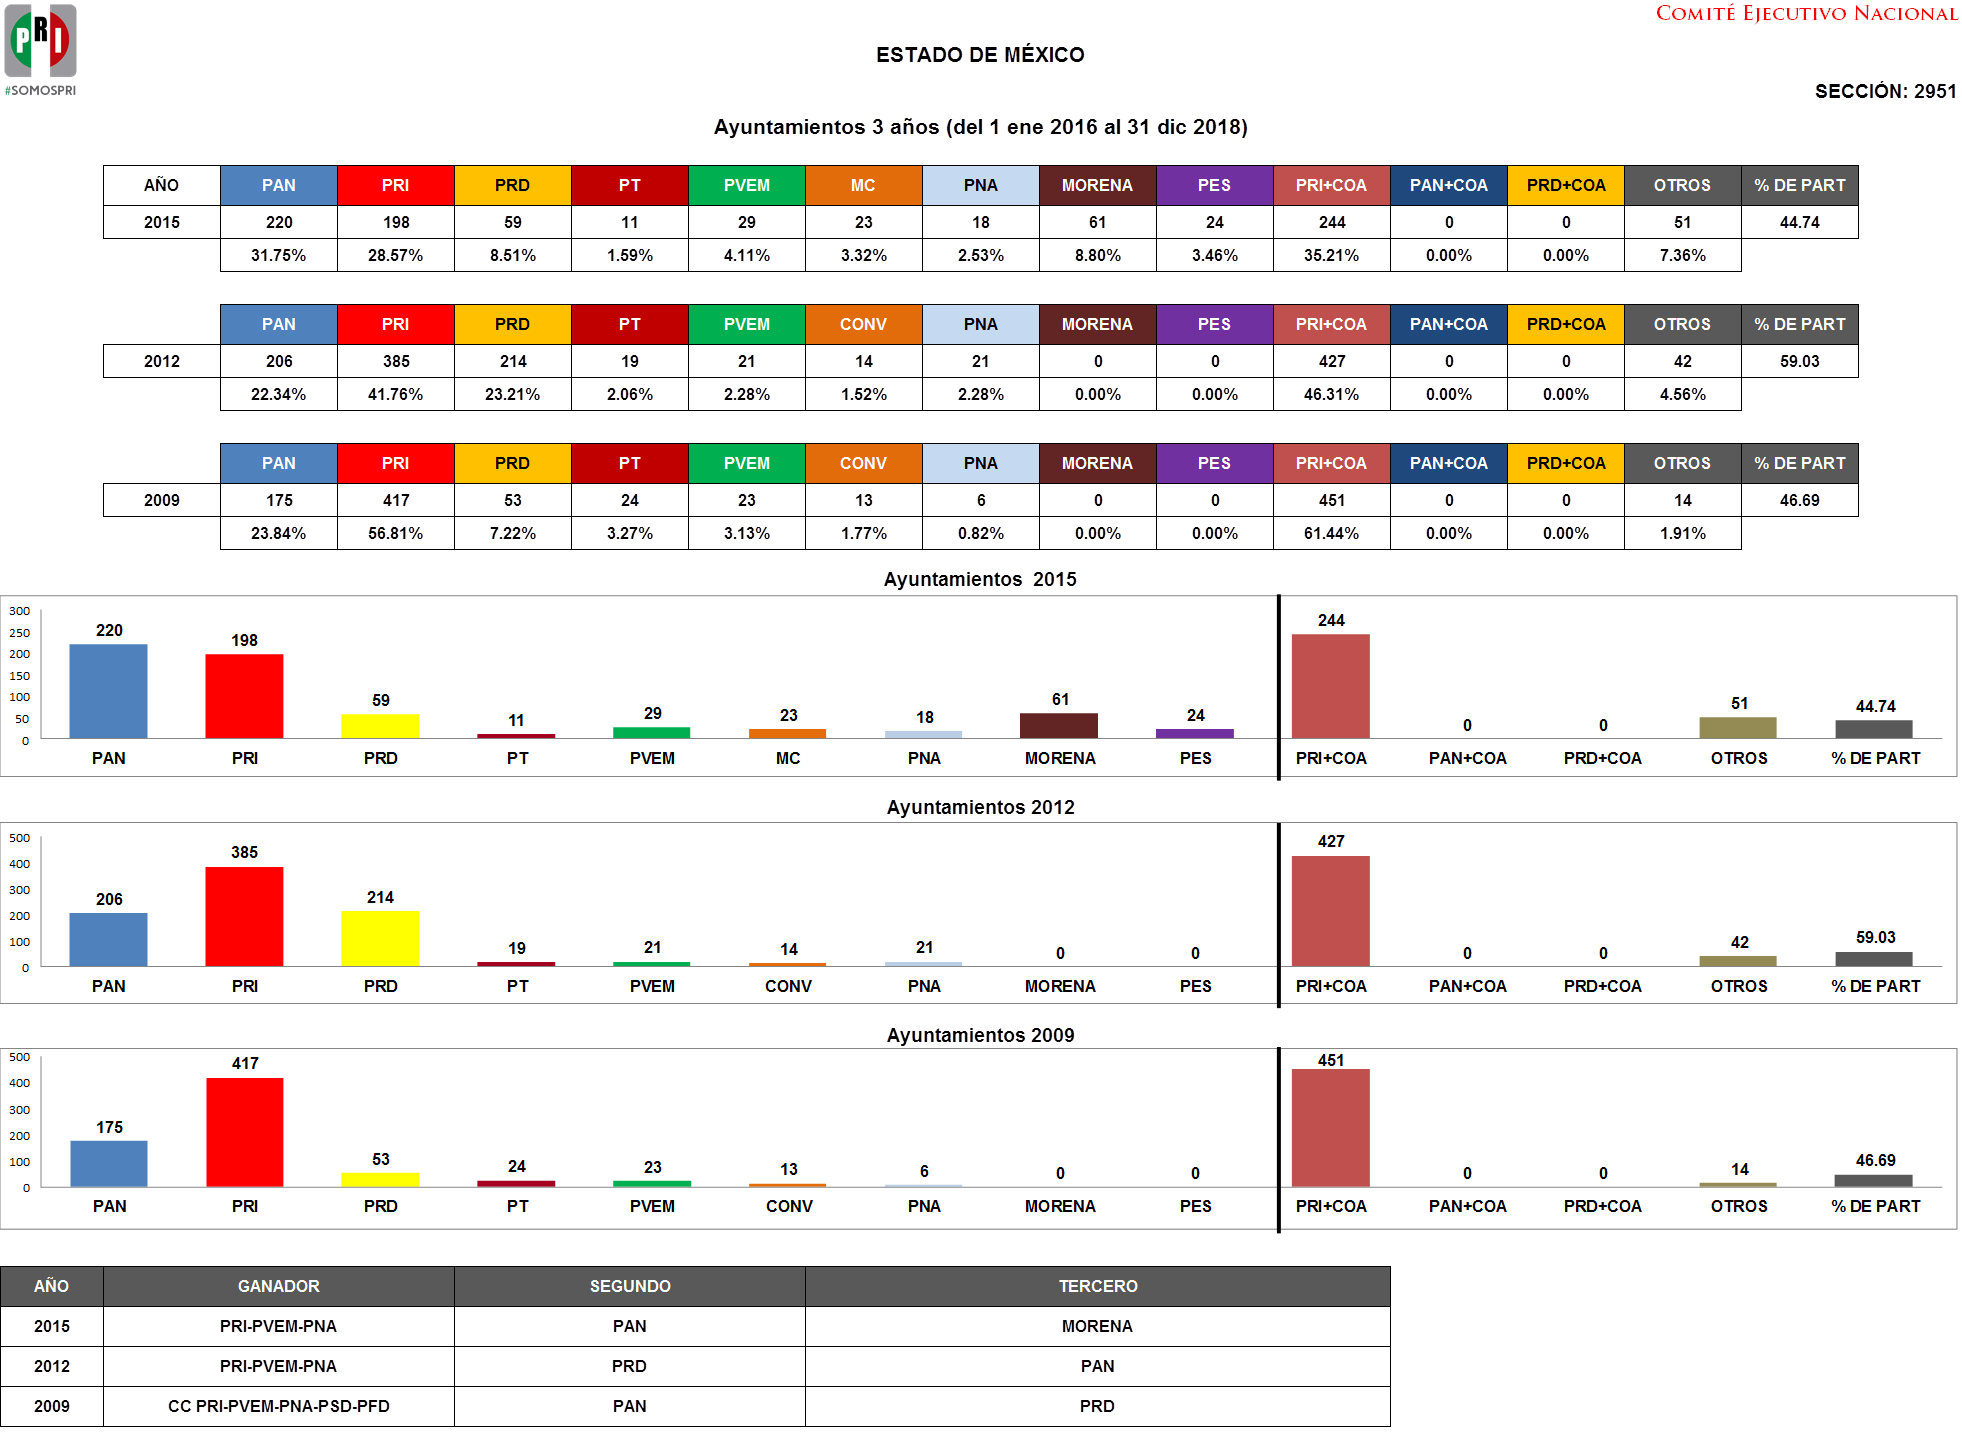 PRI
#SOMOSPRI
COMITÉ EJECUTIVO NACIONAL
ESTADO DE MÉXICO
SECCIÓN: 2951
Ayuntamientos 3 años (del 1 ene 2016 al 31 dic 2018)
AÑO PAN PRI PRD PT PVEM MC PNA MORENA PES PRI+COA PAN+COA PRD+COA OTROS % DE PART
2015 220 198 59 11 29 23 18 61 24 244 0 0 51 44.74
31.75% 28.57% 8.51% 1.59% 4.11% 3.32% 2.53% 8.80% 3.46% 35.21% 0.00% 0.00% 7.36%
PAN PRI PRD PT PVEM CONV PNA MORENA PES PRI+COA PAN+COA PRD+COA OTROS % DE PART
2012 206 385 214 19 21 14 21 0 0 427 0 0 42 59.03
22.34% 41.76% 23.21% 2.06% 2.28% 1.52% 2.28% 0.00% 0.00% 46.31% 0.00% 0.00% 4.56%
PAN PRI PRD PT PVEM CONV PNA MORENA PES PRI+COA PAN+COA PRD+COA OTROS % DE PART
2009 175 417 53 24 23 13 6 0 0 451 0 0 14 46.69
23.84% 56.81% 7.22% 3.27% 3.13% 1.77% 0.82% 0.00% 0.00% 61.44% 0.00% 0.00% 1.91%
Ayuntamientos 2015
300
250
200
150
100
50
0
220 198 59 11 29 23 18 61 24 244 0 0 51 44.74
PAN PRI PRD PT PVEM MC PNA MORENA PES PRI+COA PAN+COA PRD+COA OTROS % DE PART
Ayuntamientos 2012
500
400
300
200
100
0
206 385 214 19 21 14 21 0 0 427 0 0 42 59.03
PAN PRI PRD PT PVEM CONV PNA MORENA PES PRI+COA PAN+COA PRD+COA OTROS % DE PART
Ayuntamientos 2009
500
400
300
200
100
0
175 417 53 24 23 13 6 0 0 451 0 0 14 46.69
PAN PRI PRD PT PVEM CONV PNA MORENA PES PRI+COA PAN+COA PRD+COA OTROS % DE PART
AÑO GANADOR SEGUNDO TERCERO
2015 PRI-PVEM-PNA PAN MORENA
2012 PRI-PVEM-PNA PRD PAN
2009 CC PRI-PVEM-PNA-PSD-PFD PAN PRD